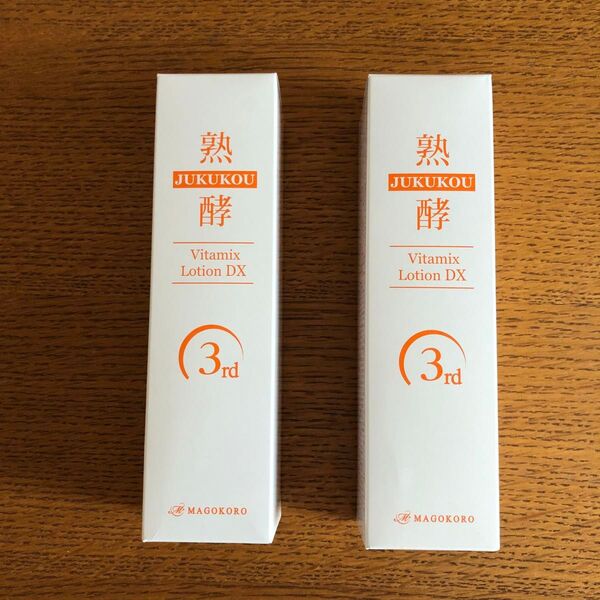 熟
JUKUKOU
酵
Vitamix
Lotion DX
3rd
MAGOKORO
熟
JUKUKOU
酵
Vitamix
Lotion DX
3rd
MAGOKORO